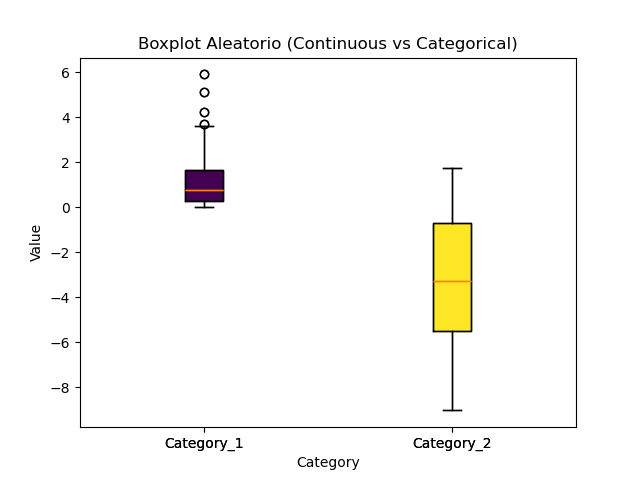 Boxplot Aleatorio (Continuous vs Categorical)
6
4
2
0
−2
−4
−6
−8
Value
Category_1
Category_2
Category